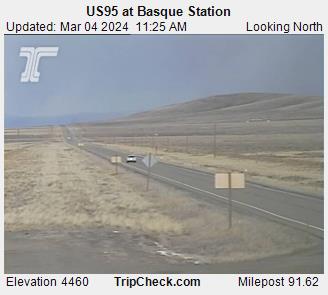 US95 at Basque Station
Updated: Mar 04 2024 11:25 AM Looking North
Elevation 4460 TripCheck.com Milepost 91.62